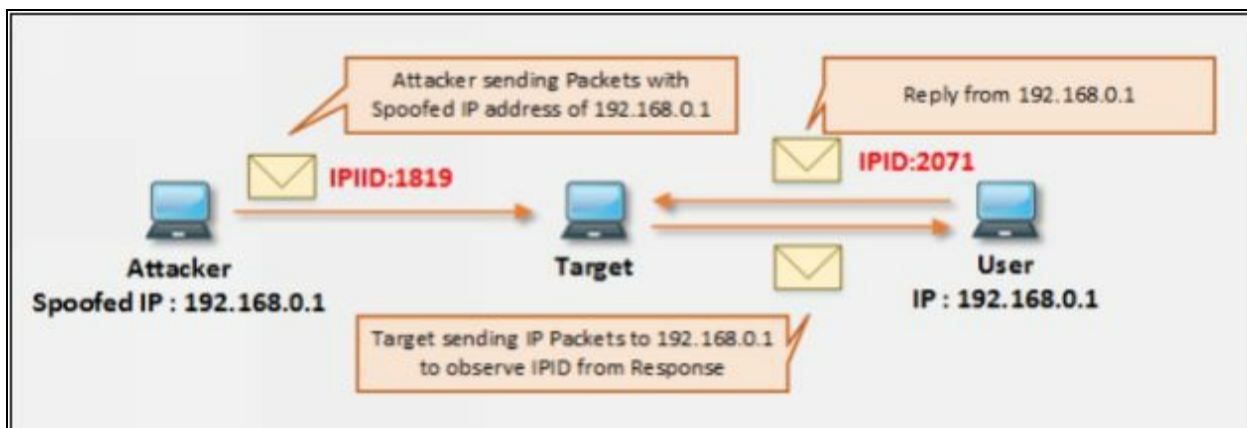 Attacker sending Packets with
Spoofed IP address of 192.168.0.1
Reply from 192.168.0.1
IPIID:1819
IPID:2071
Attacker
Spoofed IP : 192.168.0.1
Target
User
IP : 192.168.0.1
Target sending IP Packets to 192.168.0.1
to observe IPID from Response